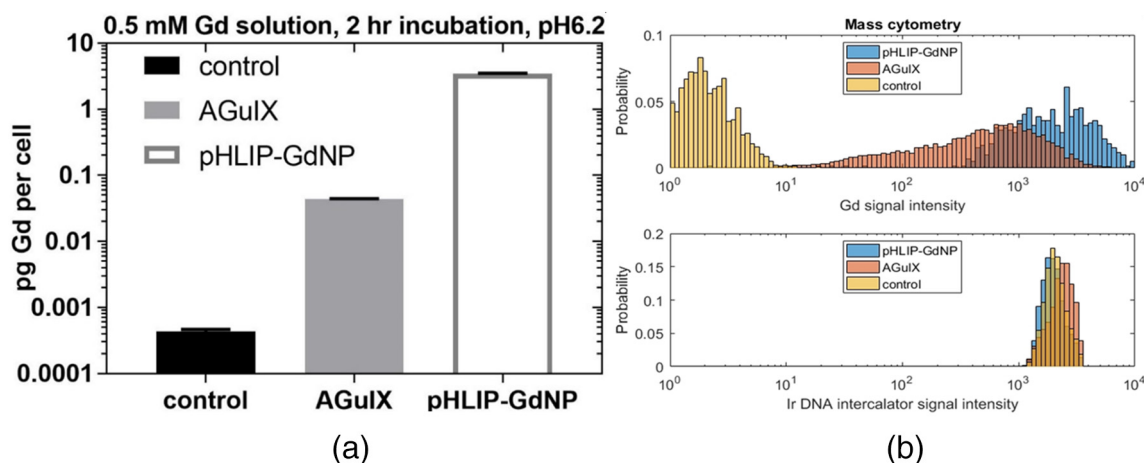 0.5 mM Gd solution, 2 hr incubation, pH6.2
pg Gd per cell
10
1
0.1
0.01
0.001
0.0001
control
AGuIX
pHLIP-GdNP
control
AGuIX
pHLIP-GdNP
(a)
Mass cytometry
Probability
0.1
0.05
0
pHLIP-GdNP
AGuIX
control
10^0
10^1
10^2
10^3
10^4
Gd signal intensity
Probability
0.2
0.15
0.1
0.05
0
pHLIP-GdNP
AGuIX
control
10^0
10^1
10^2
10^3
10^4
Ir DNA intercalator signal intensity
(b)